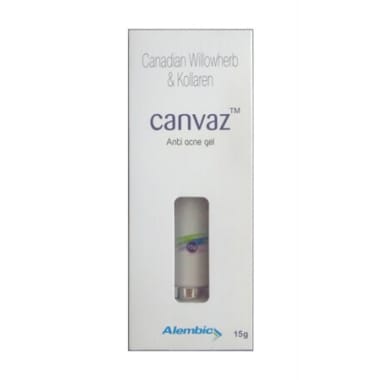 Canadian Willowherb
& Kollaren
canvaz™
Anti acne gel
Alembic
15g